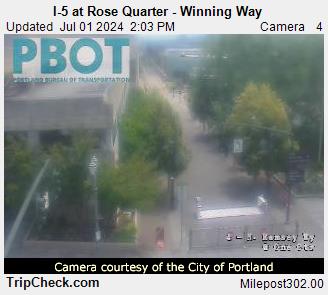 I-5 at Rose Quarter - Winning Way
Updated Jul 01 2024 2:03 PM Camera 4
PBOT
PORTLAND BUREAU OF TRANSPORTATION
Camera courtesy of the City of Portland
TripCheck.com Milepost302.00